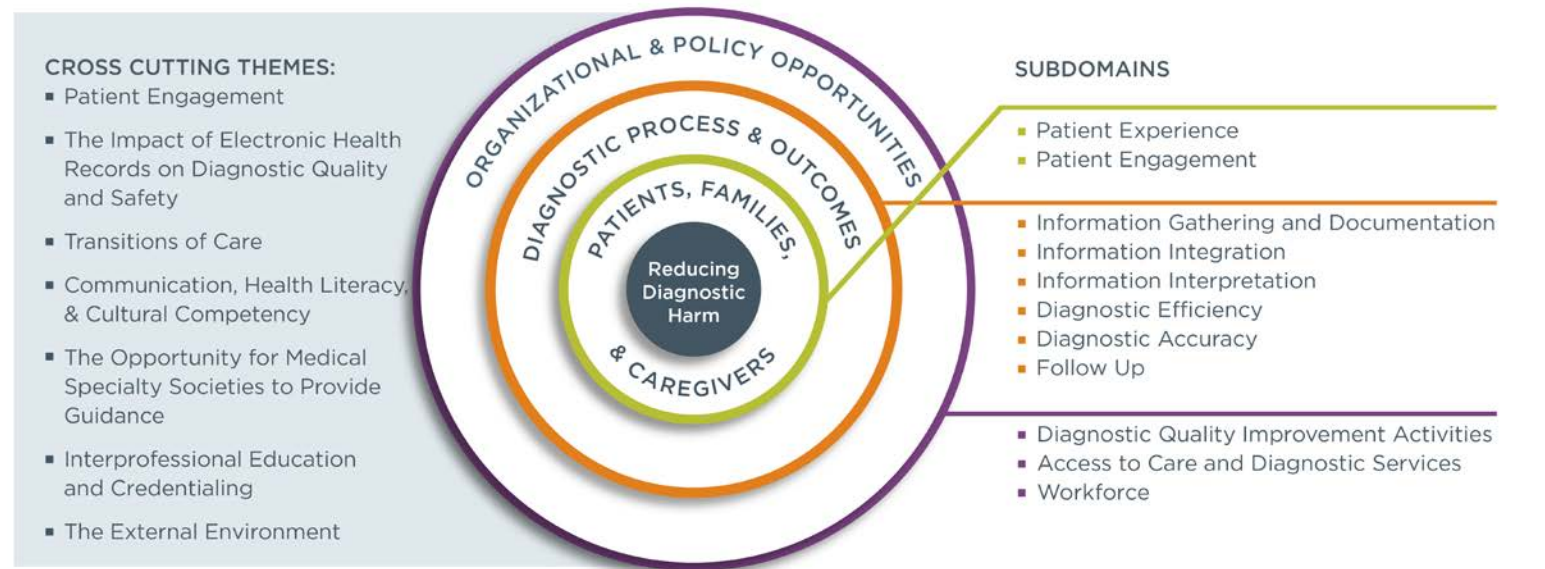 CROSS CUTTING THEMES:
▪ Patient Engagement
▪ The Impact of Electronic Health
Records on Diagnostic Quality
and Safety
▪ Transitions of Care
▪ Communication, Health Literacy,
& Cultural Competency
▪ The Opportunity for Medical
Specialty Societies to Provide
Guidance
▪ Interprofessional Education
and Credentialing
▪ The External Environment
ORGANIZATIONAL & POLICY OPPORTUNITIES
DIAGNOSTIC PROCESS & OUTCOMES
PATIENTS, FAMILIES,
& CAREGIVERS
Reducing
Diagnostic
Harm
SUBDOMAINS
▪ Patient Experience
▪ Patient Engagement
▪ Information Gathering and Documentation
▪ Information Integration
▪ Information Interpretation
▪ Diagnostic Efficiency
▪ Diagnostic Accuracy
▪ Follow Up
▪ Diagnostic Quality Improvement Activities
▪ Access to Care and Diagnostic Services
▪ Workforce